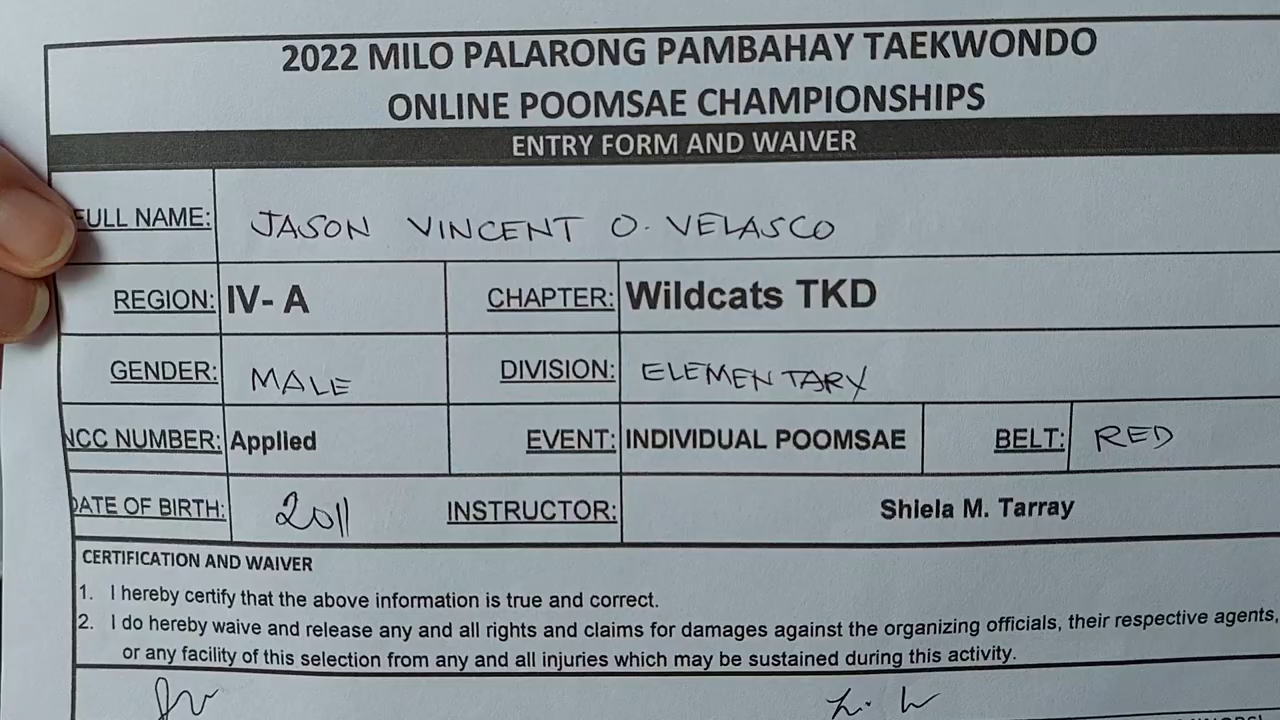 2022 MILO PALARONG PAMBAHAY TAEKWONDO
ONLINE POOMSAE CHAMPIONSHIPS
ENTRY FORM AND WAIVER
FULL NAME: JASON VINCENT O. VELASCO
REGION: IV- A CHAPTER: Wildcats TKD
GENDER: MALE DIVISION: ELEMENTARY
NCC NUMBER: Applied EVENT: INDIVIDUAL POOMSAE BELT: RED
DATE OF BIRTH: 2011 INSTRUCTOR: Shiela M. Tarray
CERTIFICATION AND WAIVER
1. I hereby certify that the above information is true and correct.
2. I do hereby waive and release any and all rights and claims for damages against the organizing officials, their respective agents,
or any facility of this selection from any and all injuries which may be sustained during this activity.